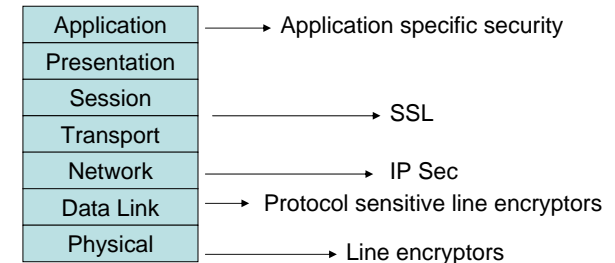 Application
Application specific security
Presentation
Session
SSL
Transport
Network
IP Sec
Data Link
Protocol sensitive line encryptors
Physical
Line encryptors